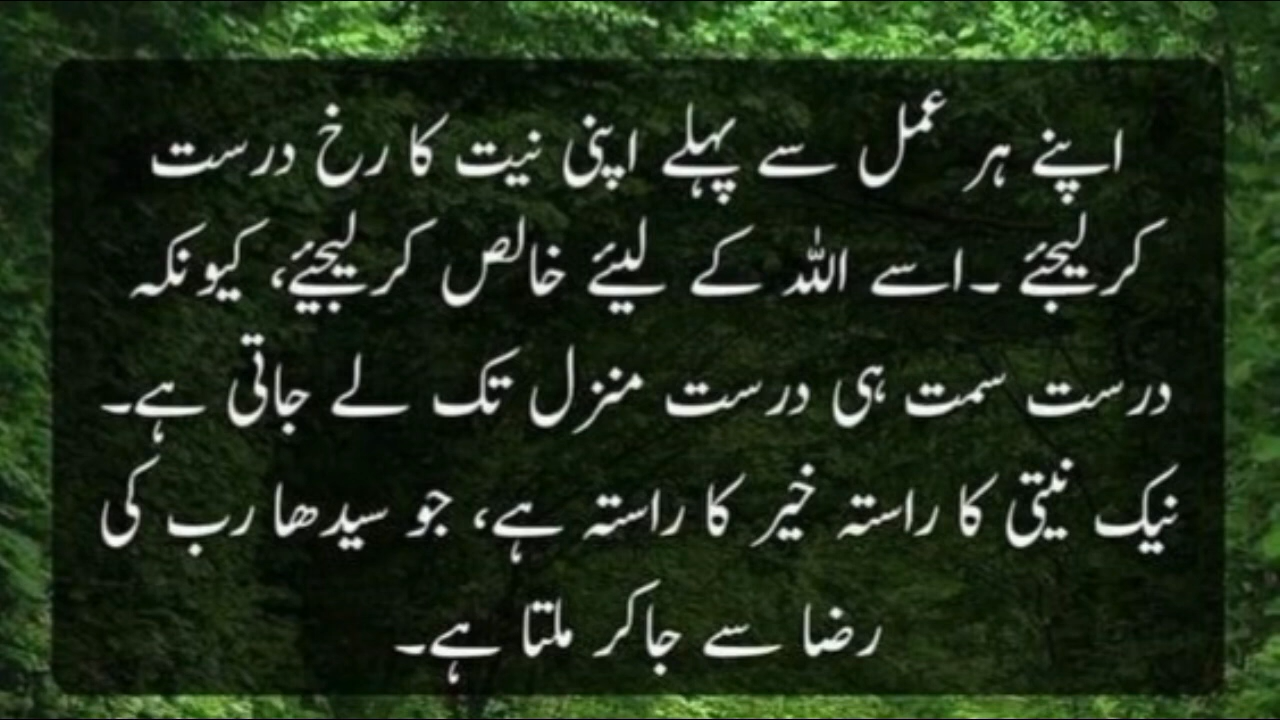 اپنے ہر عمل سے پہلے اپنی نیت کا رخ درست
کرلیجئے ۔اسے اللہ کے لیئے خالص کرلیجیئے، کیونکہ
درست سمت ہی درست منزل تک لے جاتی ہے۔
نیک نیتی کا راستہ خیر کا راستہ ہے، جو سیدھا رب کی
رضا سے جاکر ملتا ہے۔